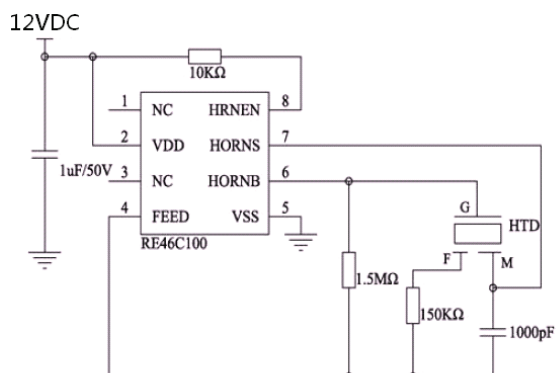 12VDC
10KΩ
1 NC HRNEN 8
2 VDD HORNS 7
1uF/50V
3 NC HORNB 6
4 FEED VSS 5
RE46C100
G
HTD
F M
1.5MΩ
150KΩ
1000pF